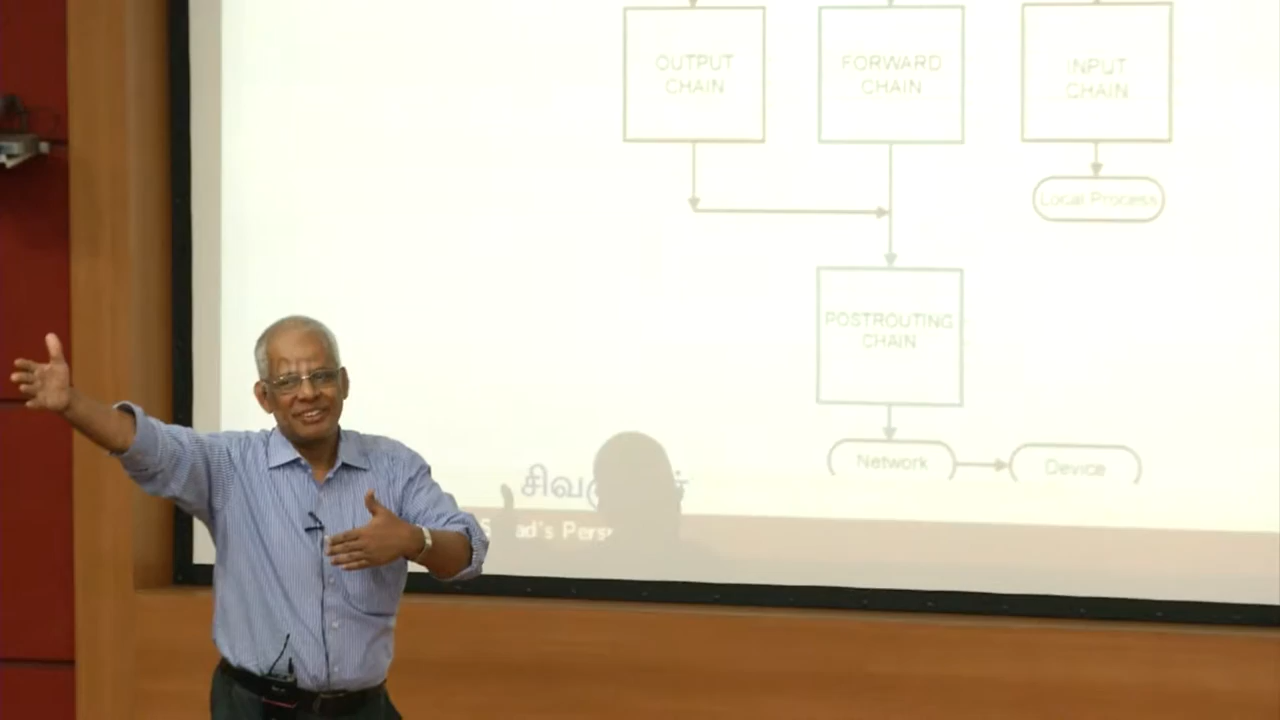 OUTPUT
CHAIN
FORWARD
CHAIN
INPUT
CHAIN
Local Process
POSTROUTING
CHAIN
Network
Device